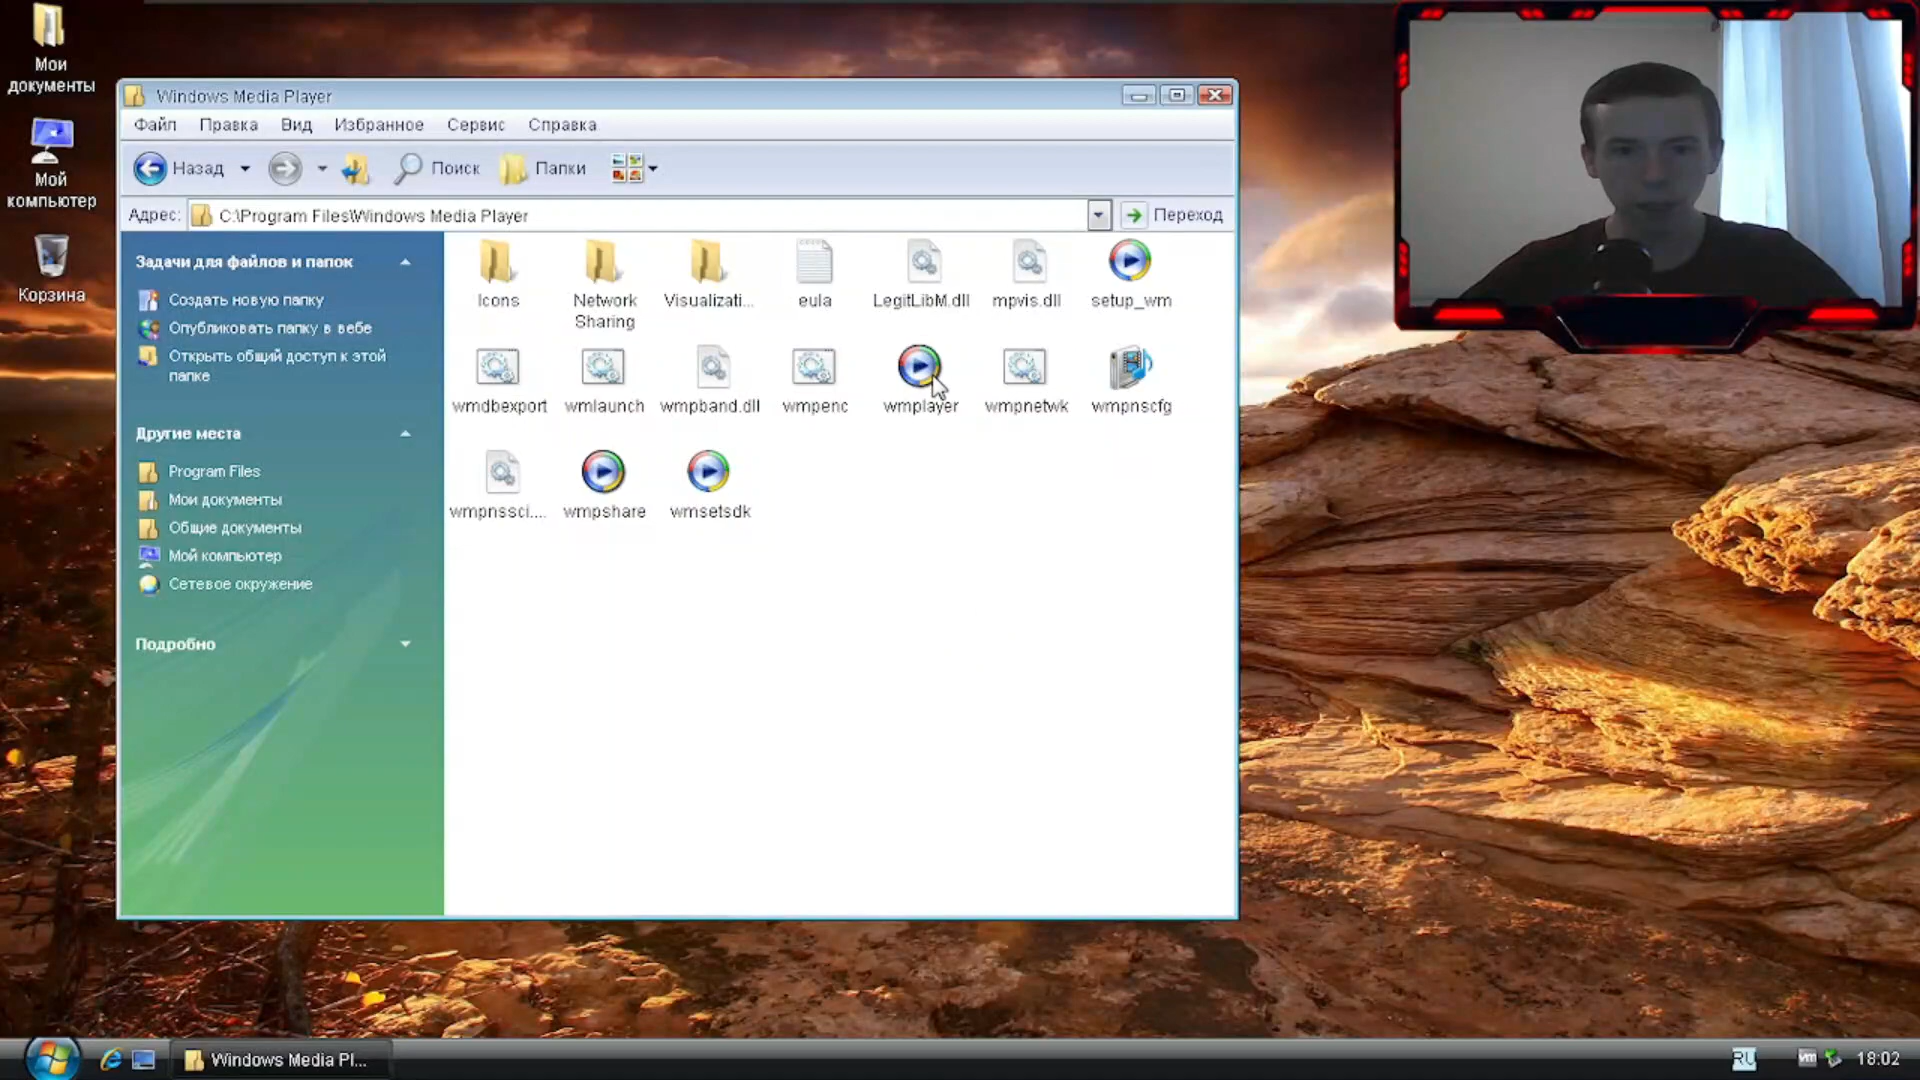 Мои
документы
Мой
компьютер
Корзина
Windows Media Player
Файл Правка Вид Избранное Сервис Справка
Назад Поиск Папки
Адрес: C:\Program Files\Windows Media Player Переход
Задачи для файлов и папок
Создать новую папку
Опубликовать папку в вебе
Открыть общий доступ к этой
папке
Другие места
Program Files
Мои документы
Общие документы
Мой компьютер
Сетевое окружение
Подробно
Icons
Network
Sharing
Visualizati...
eula
LegitLibM.dll
mpvis.dll
setup_wm
wmdbexport
wmlaunch
wmpband.dll
wmpenc
wmplayer
wmpnetwk
wmpnscfg
wmpnssci....
wmpshare
wmsetsdk
Windows Media Pl...
RU
vm
18:02